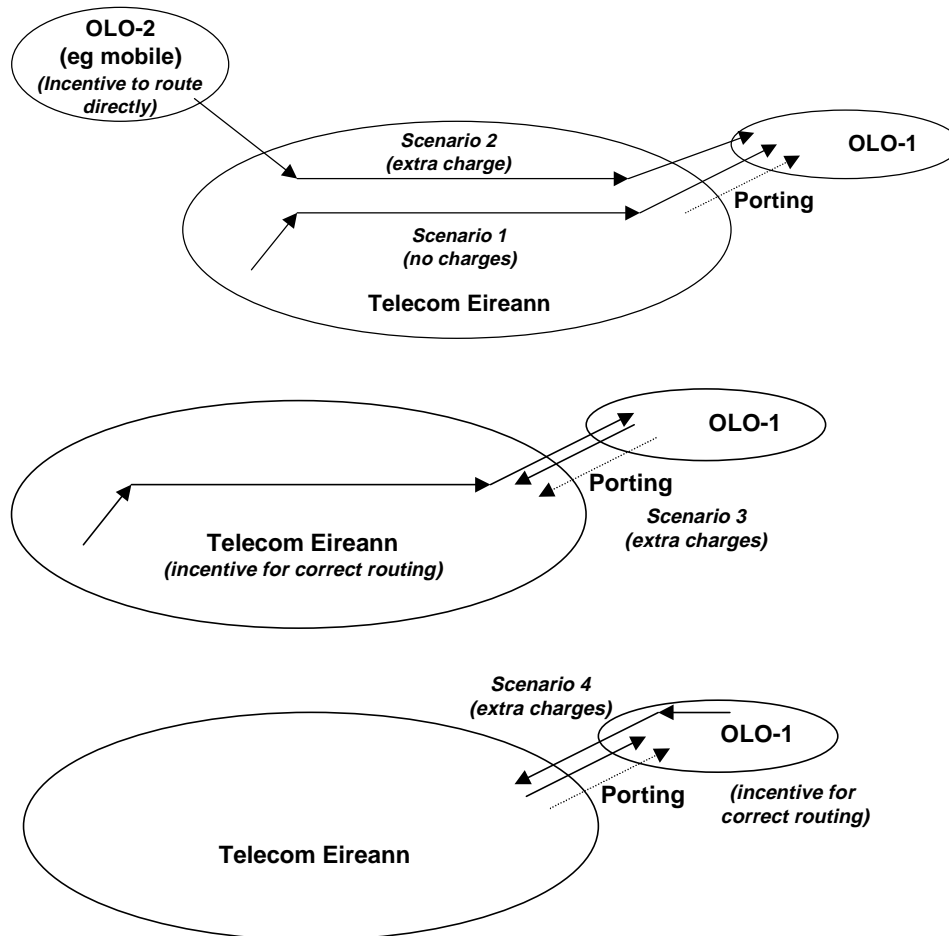 OLO-2
(eg mobile)
(Incentive to route
directly)
Scenario 2
(extra charge)
OLO-1
Porting
Scenario 1
(no charges)
Telecom Eireann
OLO-1
Porting
Scenario 3
(extra charges)
Telecom Eireann
(incentive for correct routing)
Scenario 4
(extra charges)
OLO-1
Porting
(incentive for
correct routing)
Telecom Eireann